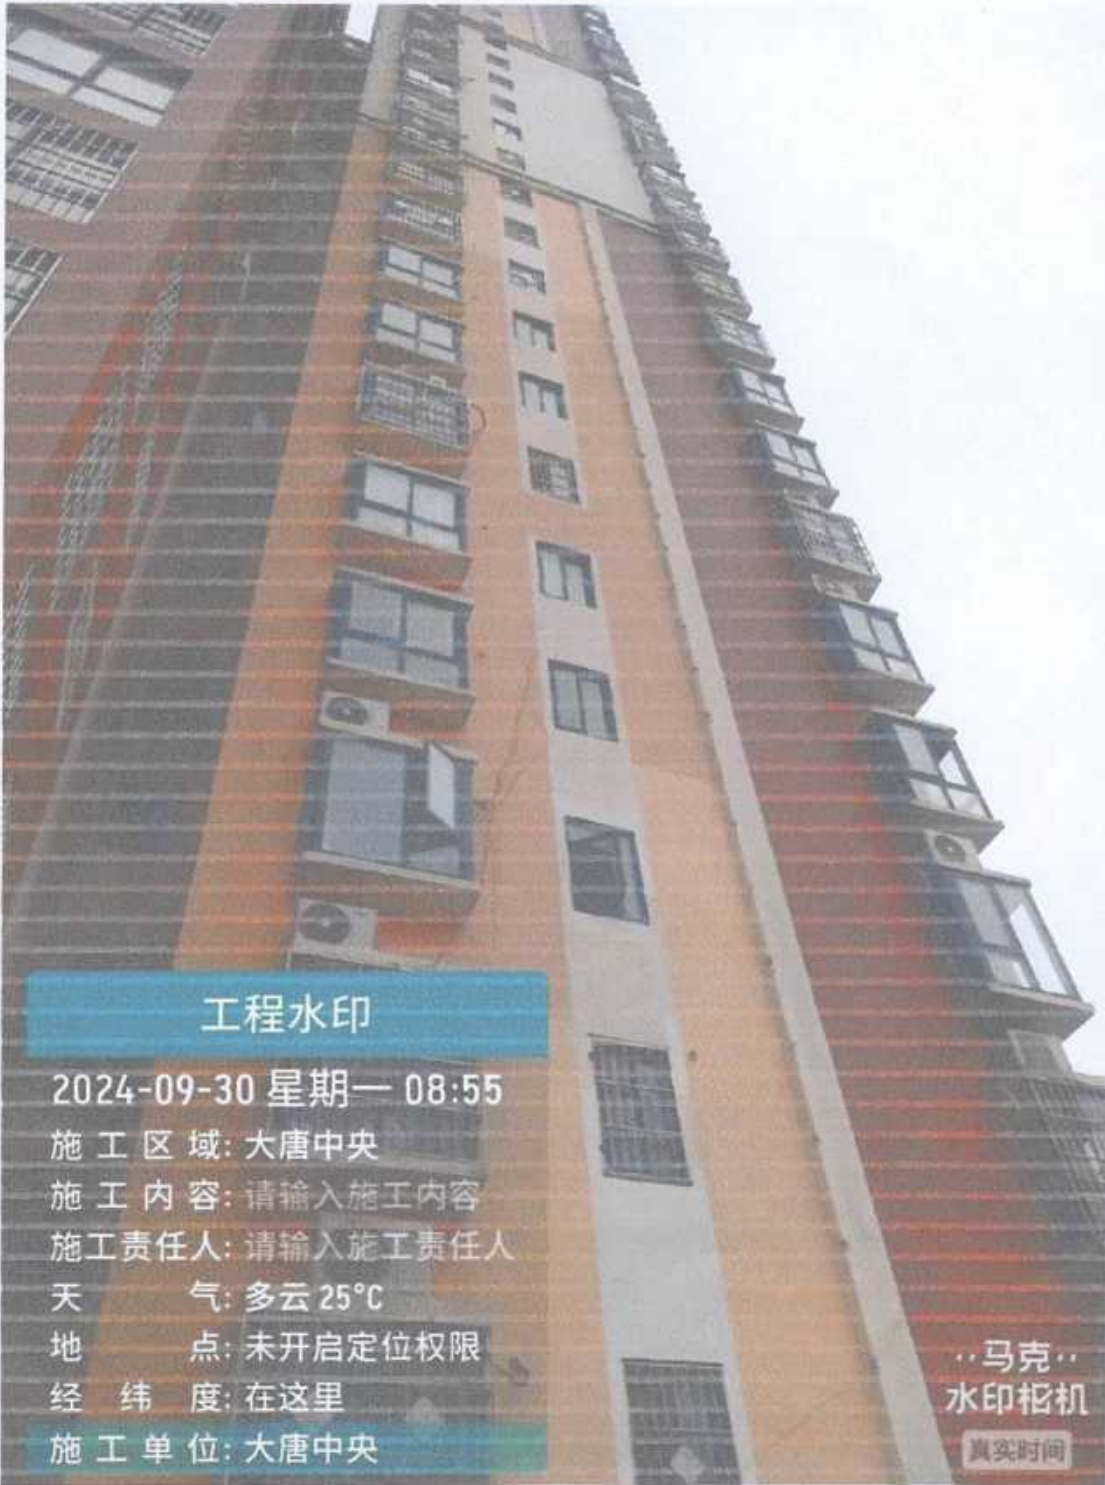 工程水印
2024-09-30 星期一 08:55
施工区域: 大唐中央
施工内容: 请输入施工内容
施工责任人: 请输入施工责任人
天气: 多云 25°C
地点: 未开启定位权限
经纬度: 在这里
施工单位: 大唐中央
··马克··
水印相机
真实时间